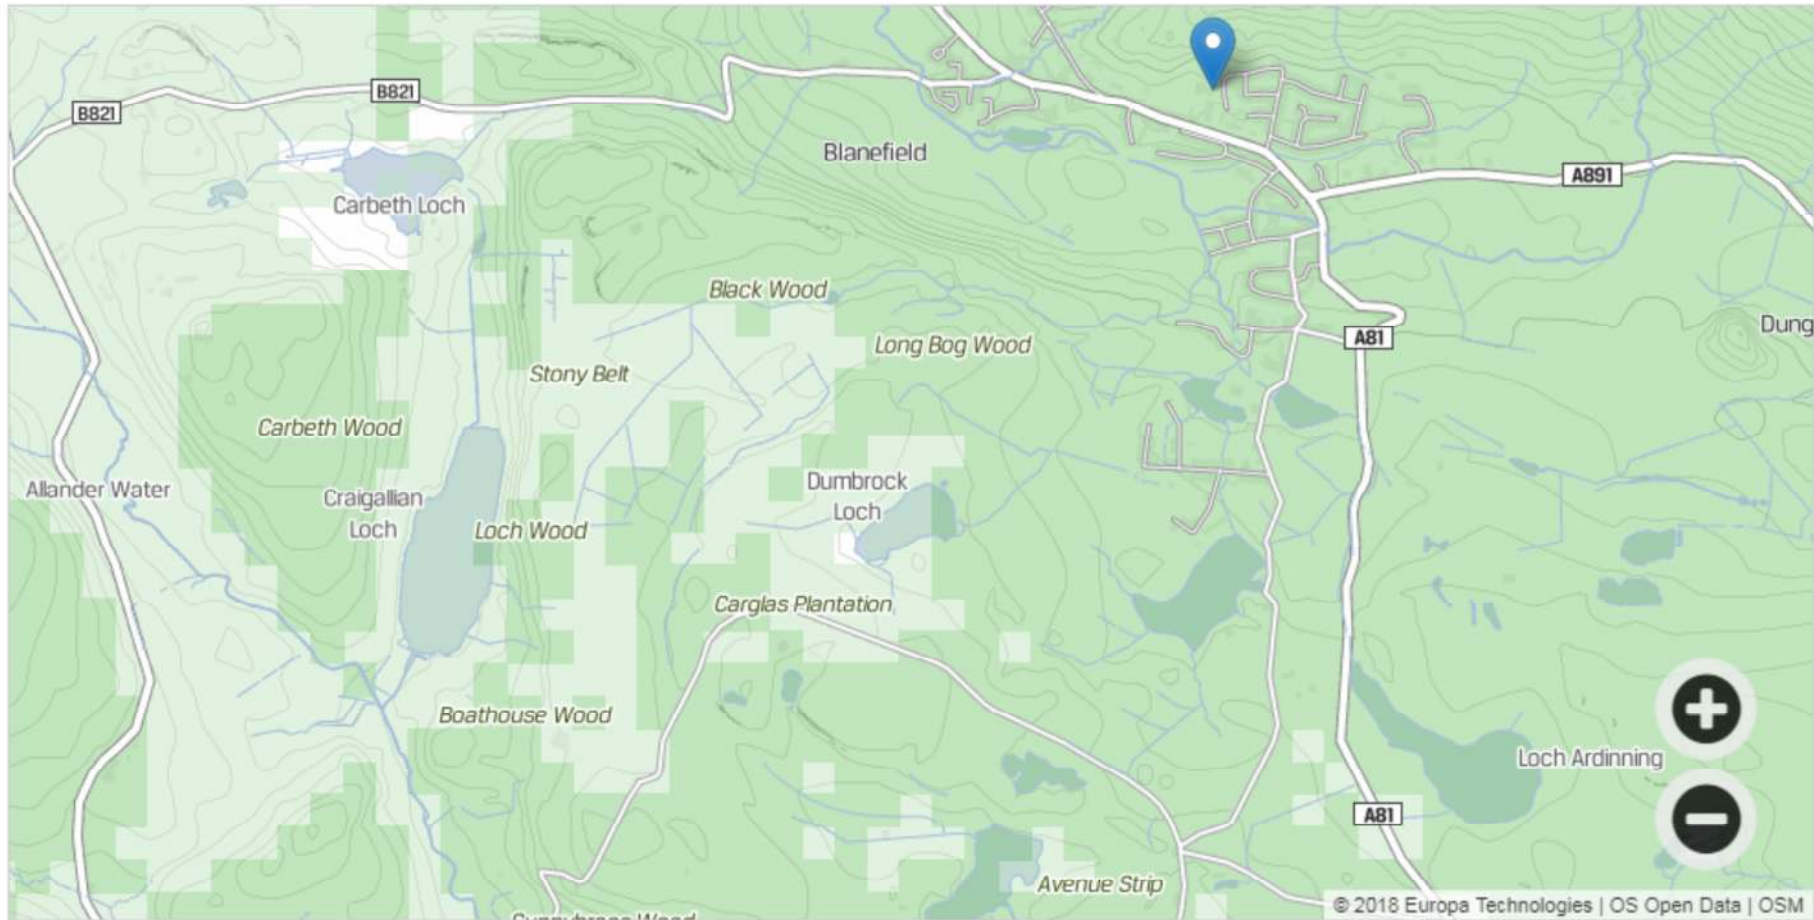 B821
B821
Blanefield
A891
Carbeth Loch
Black Wood
Dung
A81
Long Bog Wood
Stony Belt
Carbeth Wood
Allander Water
Craigallian
Loch
Dumbrock
Loch
Loch Wood
Carglas Plantation
Boathouse Wood
Loch Ardinning
A81
Avenue Strip
© 2018 Europa Technologies | OS Open Data | OSM